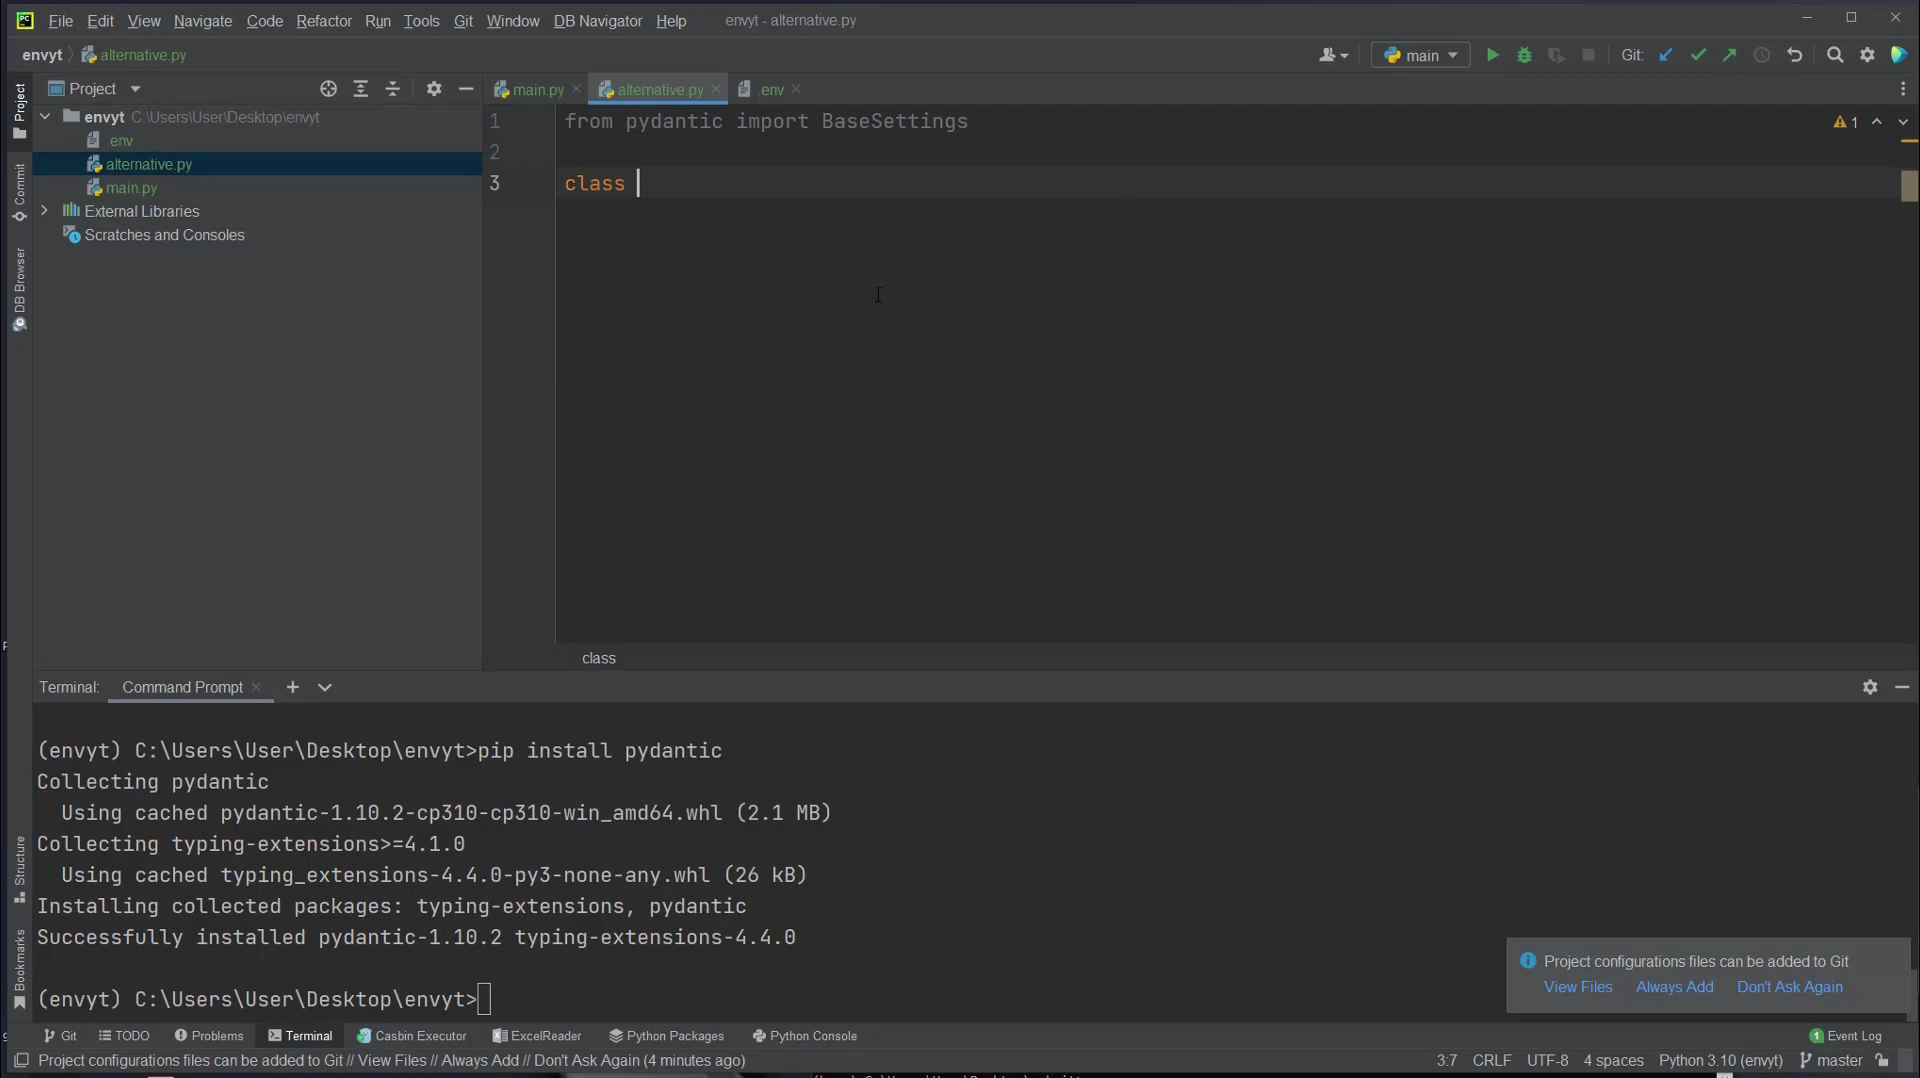 File Edit View Navigate Code Refactor Run Tools Git Window DB Navigator Help envyt - alternative.py
envyt alternative.py main Git:
Project main.py alternative.py .env
envyt C:\Users\User\Desktop\envyt
.env
alternative.py
main.py
External Libraries
Scratches and Consoles
Project
Commit
DB Browser
Structure
Bookmarks
1 from pydantic import BaseSettings
2
3 class
1
class
Terminal: Command Prompt
(envyt) C:\Users\User\Desktop\envyt>pip install pydantic
Collecting pydantic
Using cached pydantic-1.10.2-cp310-cp310-win_amd64.whl (2.1 MB)
Collecting typing-extensions>=4.1.0
Using cached typing_extensions-4.4.0-py3-none-any.whl (26 kB)
Installing collected packages: typing-extensions, pydantic
Successfully installed pydantic-1.10.2 typing-extensions-4.4.0
(envyt) C:\Users\User\Desktop\envyt>
Project configurations files can be added to Git
View Files Always Add Don't Ask Again
Git TODO Problems Terminal Casbin Executor ExcelReader Python Packages Python Console 1 Event Log
Project configurations files can be added to Git // View Files // Always Add // Don't Ask Again (4 minutes ago) 3:7 CRLF UTF-8 4 spaces Python 3.10 (envyt) master